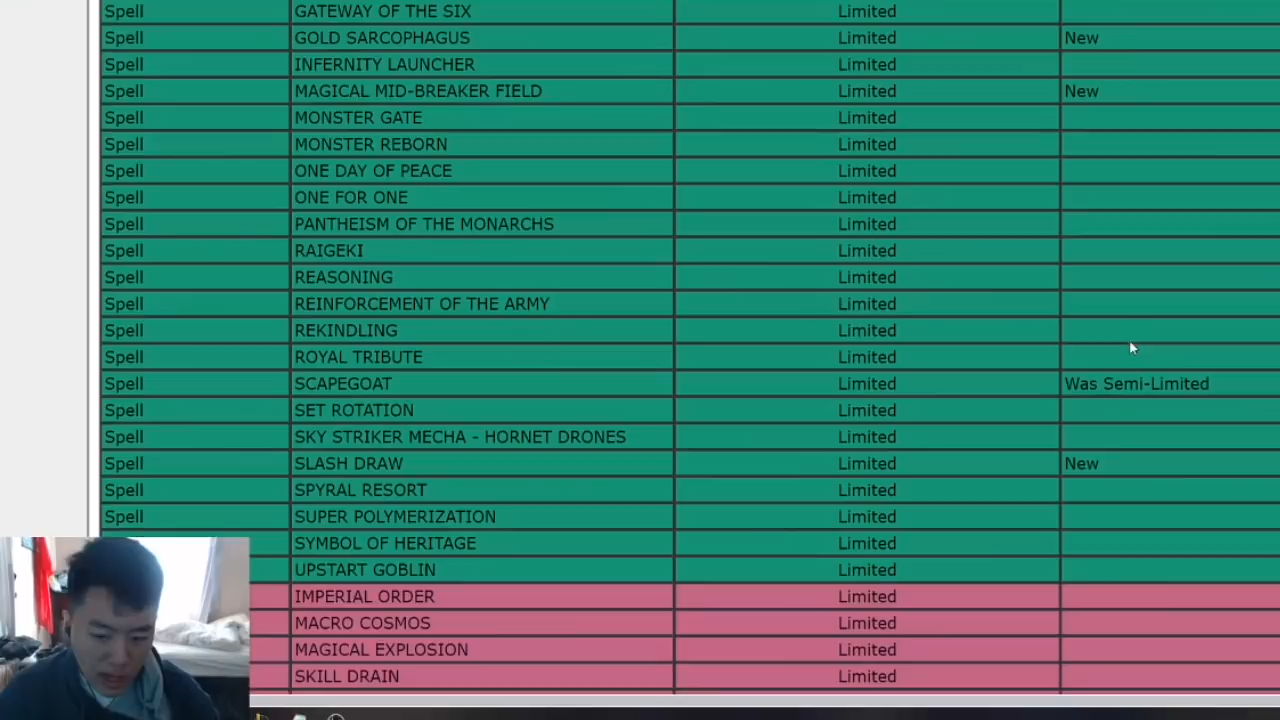 Spell GATEWAY OF THE SIX Limited
Spell GOLD SARCOPHAGUS Limited New
Spell INFERNITY LAUNCHER Limited
Spell MAGICAL MID-BREAKER FIELD Limited New
Spell MONSTER GATE Limited
Spell MONSTER REBORN Limited
Spell ONE DAY OF PEACE Limited
Spell ONE FOR ONE Limited
Spell PANTHEISM OF THE MONARCHS Limited
Spell RAIGEKI Limited
Spell REASONING Limited
Spell REINFORCEMENT OF THE ARMY Limited
Spell REKINDLING Limited
Spell ROYAL TRIBUTE Limited
Spell SCAPEGOAT Limited Was Semi-Limited
Spell SET ROTATION Limited
Spell SKY STRIKER MECHA - HORNET DRONES Limited
Spell SLASH DRAW Limited New
Spell SPYRAL RESORT Limited
Spell SUPER POLYMERIZATION Limited
SYMBOL OF HERITAGE Limited
UPSTART GOBLIN Limited
IMPERIAL ORDER Limited
MACRO COSMOS Limited
MAGICAL EXPLOSION Limited
SKILL DRAIN Limited